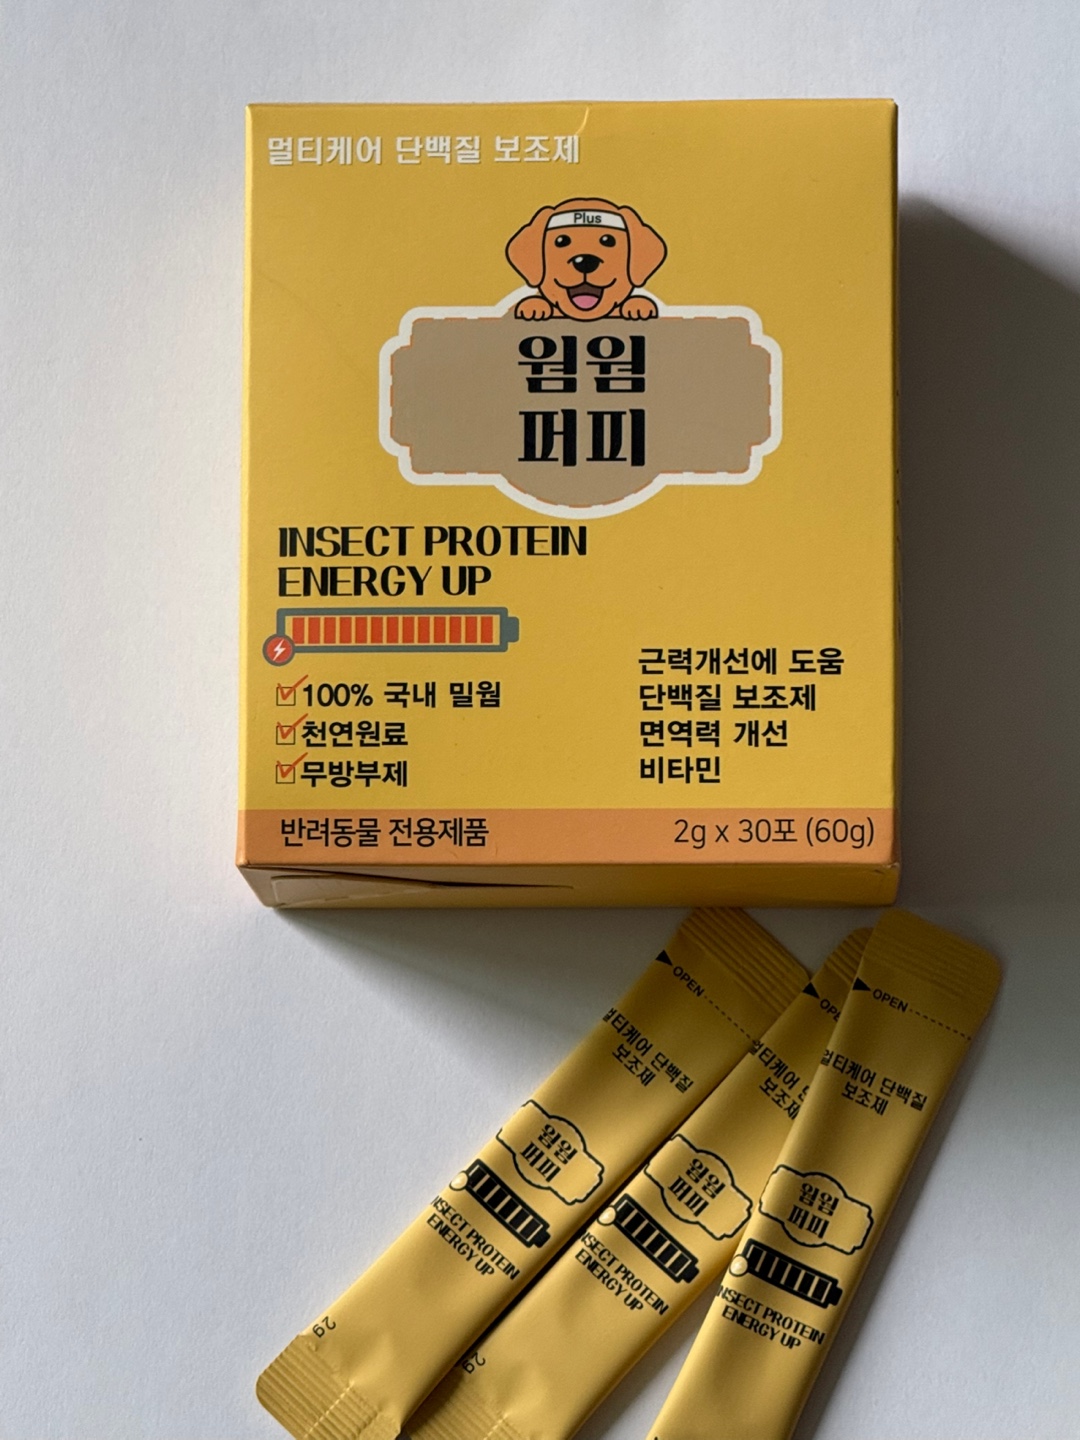 멀티케어 단백질 보조제
Plus
웜웜
퍼피
INSECT PROTEIN
ENERGY UP
100% 국내 밀웜
천연원료
무방부제
근력개선에 도움
단백질 보조제
면역력 개선
비타민
반려동물 전용제품
2g x 30포 (60g)
OPEN
멀티케어 단백질
보조제
웜웜
퍼피
INSECT PROTEIN
ENERGY UP
2g
멀티케어
보조제
웜웜
퍼피
INSECT PROTEIN
ENERGY UP
2g
OPEN
멀티케어 단백질
보조제
웜웜
퍼피
INSECT PROTEIN
ENERGY UP